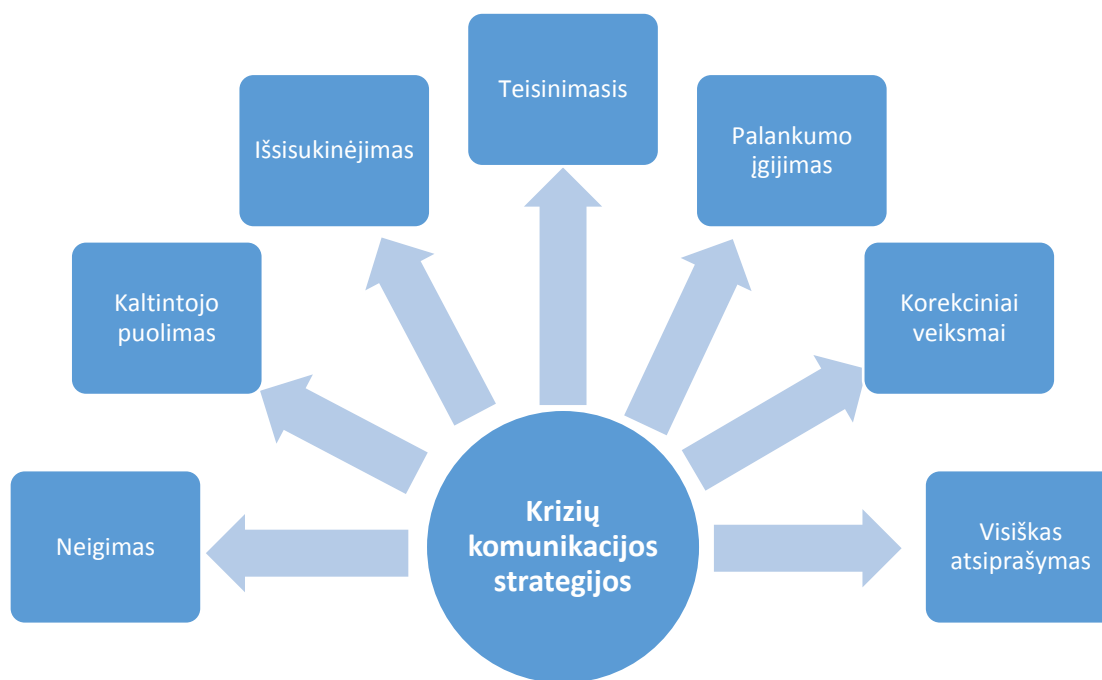 Teisinimasis
Išsisukinėjimas
Palankumo
įgijimas
Kaltintojo
puolimas
Korekciniai
veiksmai
Neigimas
Krizių
komunikacijos
strategijos
Visiškas
atsiprašymas